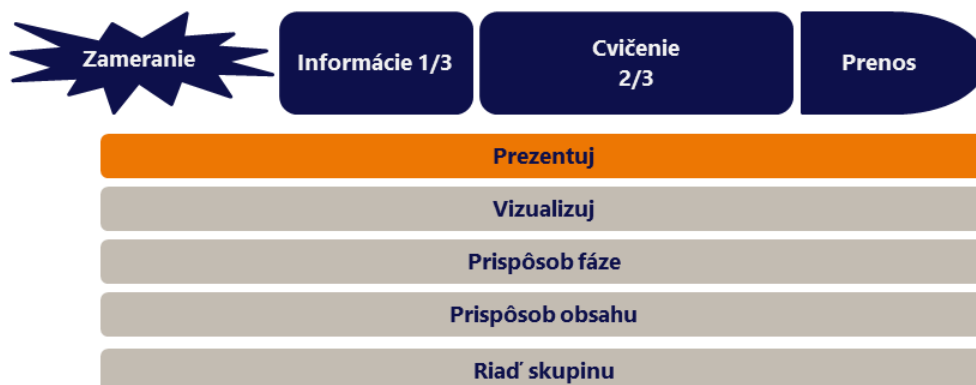 Zameranie
Informácie 1/3
Cvičenie
2/3
Prenos
Prezentuj
Vizualizuj
Prispôsob fáze
Prispôsob obsahu
Riaď skupinu